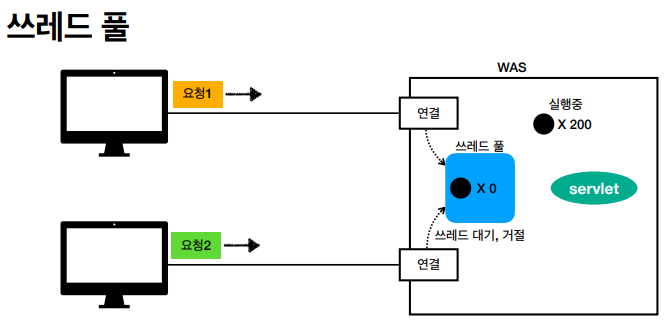 쓰레드 풀
WAS
요청1
연결
실행중
X 200
쓰레드 풀
X 0
servlet
쓰레드 대기, 거절
요청2
연결